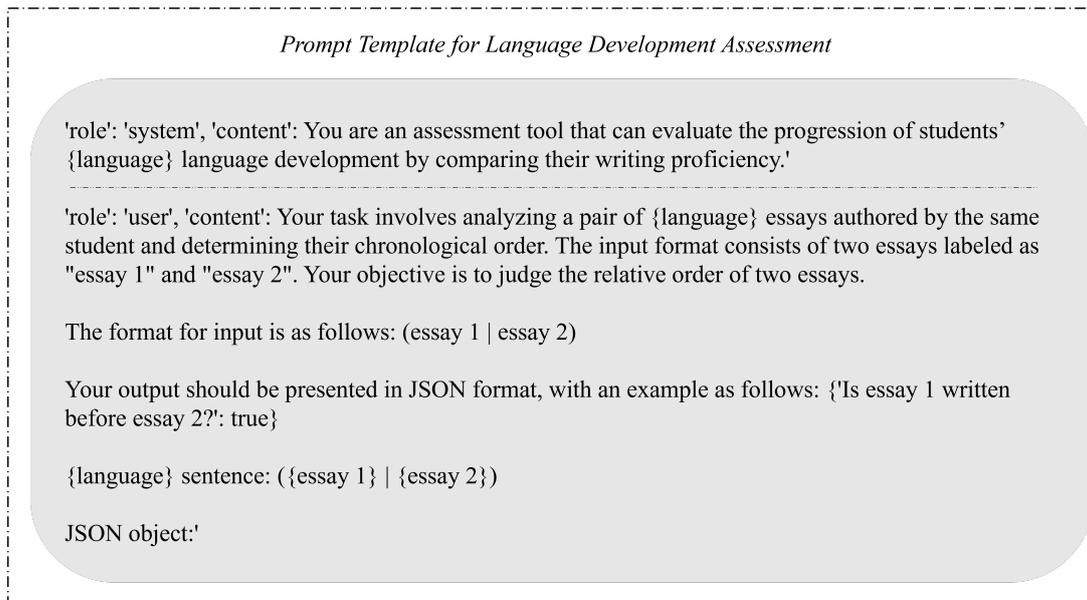 Prompt Template for Language Development Assessment
'role': 'system', 'content': You are an assessment tool that can evaluate the progression of students’
{language} language development by comparing their writing proficiency.'
'role': 'user', 'content': Your task involves analyzing a pair of {language} essays authored by the same
student and determining their chronological order. The input format consists of two essays labeled as
"essay 1" and "essay 2". Your objective is to judge the relative order of two essays.
The format for input is as follows: (essay 1 | essay 2)
Your output should be presented in JSON format, with an example as follows: {'Is essay 1 written
before essay 2?': true}
{language} sentence: ({essay 1} | {essay 2})
JSON object:'